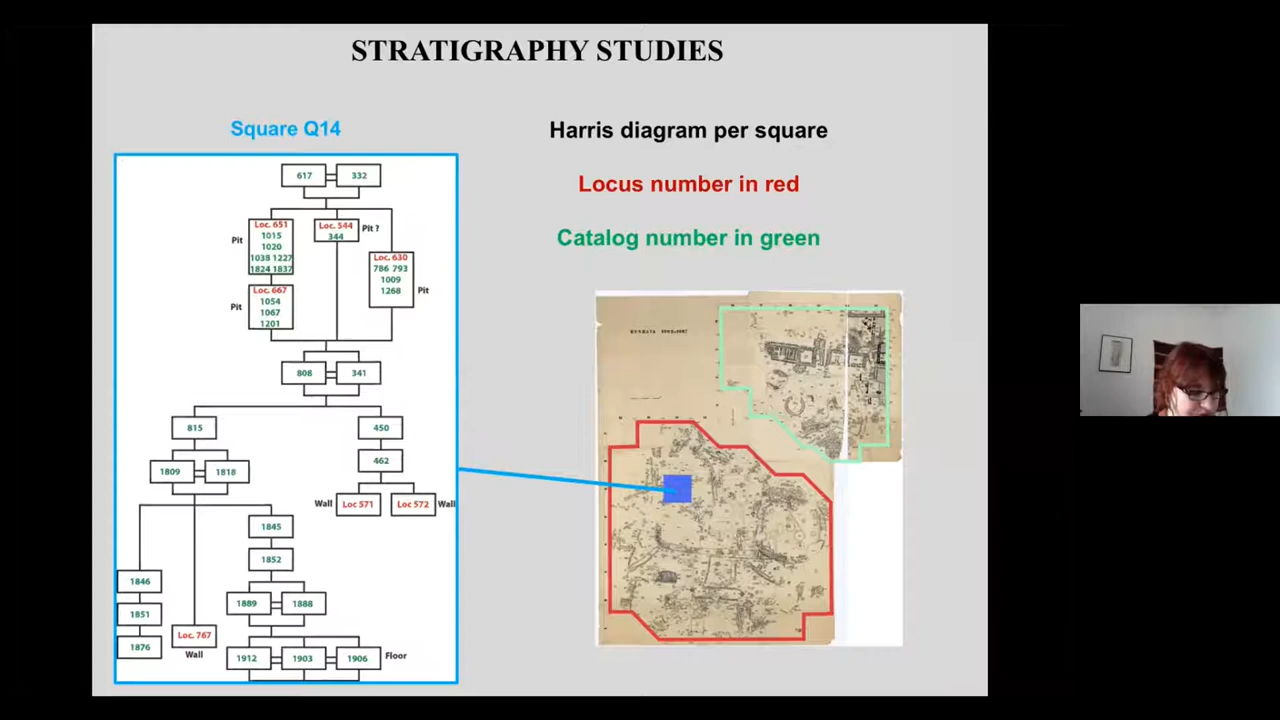 STRATIGRAPHY STUDIES
Square Q14
Harris diagram per square
Locus number in red
Catalog number in green
617
332
Loc. 651
1015
1020
1038 1227
1824 1837
Pit
Loc. 544
344
Pit ?
Loc. 630
786 793
1009
1268
Pit
Loc. 667
1054
1067
1201
Pit
808
341
815
450
1809
1818
462
Wall
Loc 571
Loc 572
Wall
1845
1852
1846
1851
1876
1889
1888
Loc. 767
Wall
1912
1903
1906
Floor